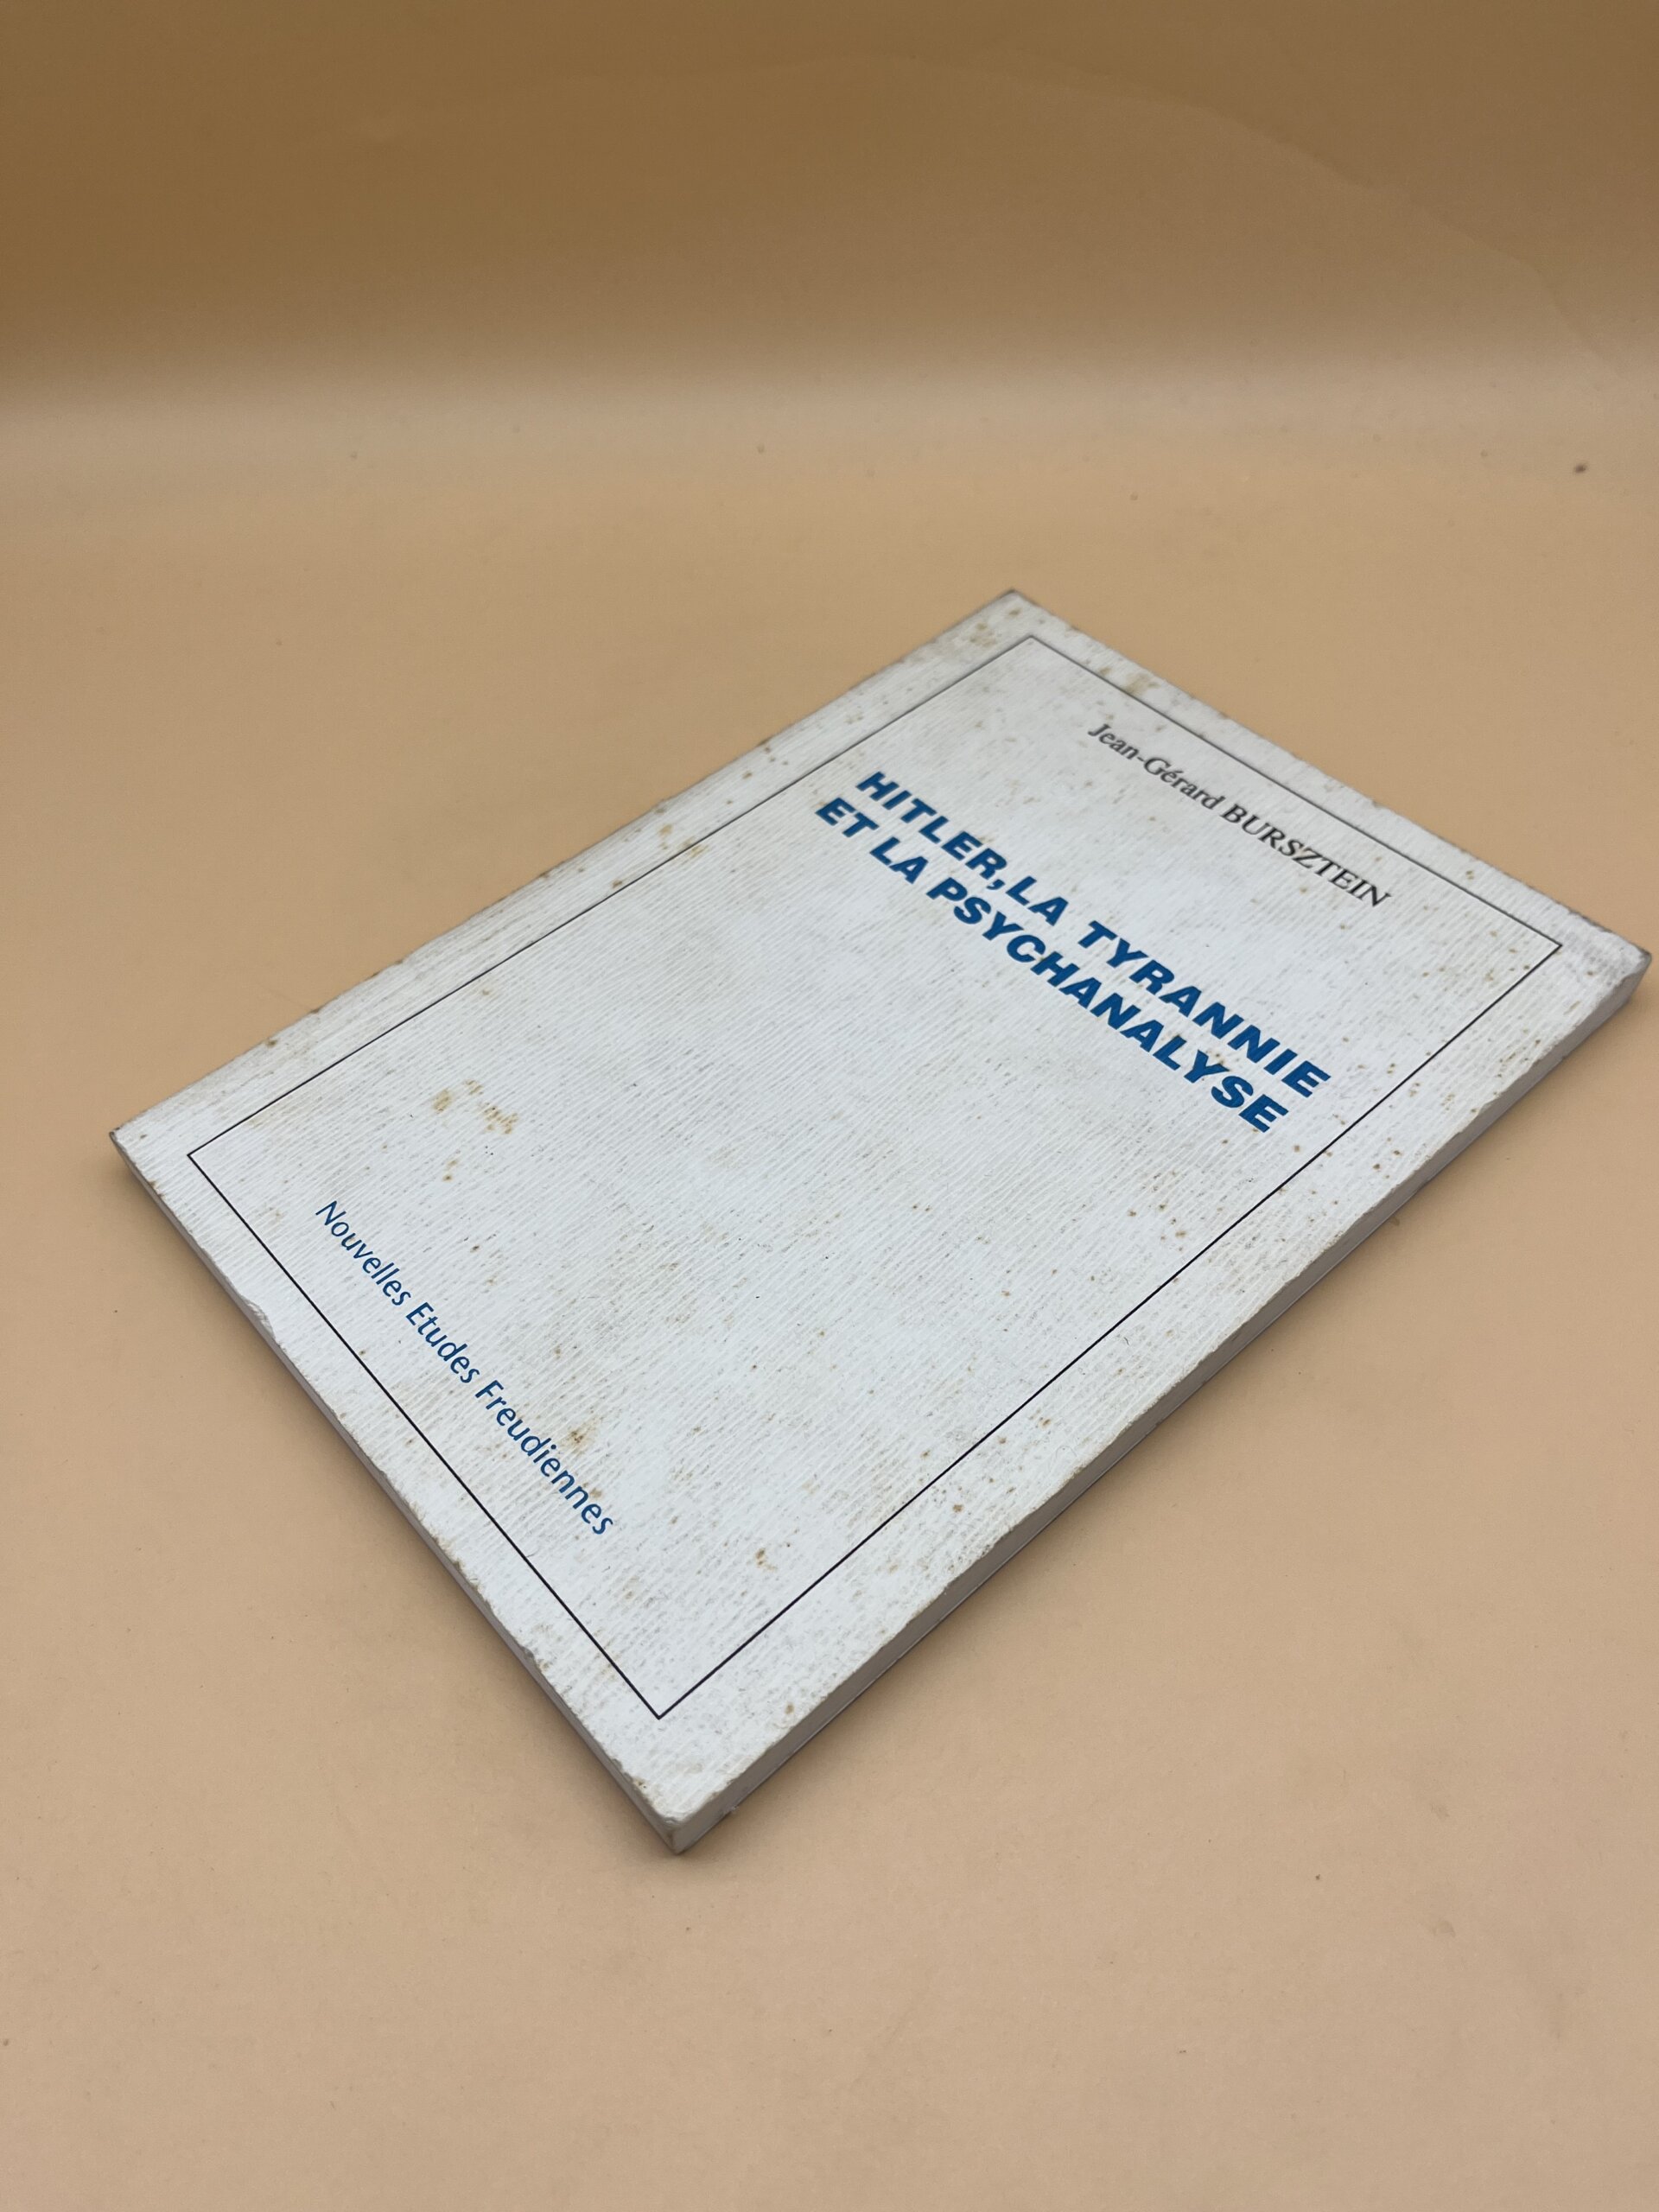 Jean-Gérard BURSZTEIN
HITLER, LA TYRANNIE
ET LA PSYCHANALYSE
Nouvelles Etudes Freudiennes